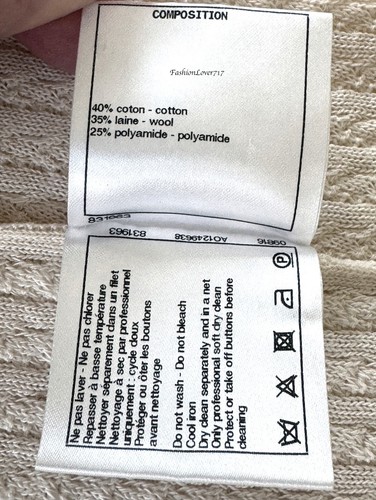 COMPOSITION
FashionLover717
40% coton - cotton
35% laine - wool
25% polyamide - polyamide
831963
831963
AO1249638
09816
Ne pas laver - Ne pas chlorer
Repasser à basse température
Nettoyer séparement dans un filet
Nettoyage à sec par professionnel
uniquement : cycle doux
Protéger ou ôter les boutons
avant nettoyage
Do not wash - Do not bleach
Cool iron
Dry clean separately and in a net
Only professional soft dry clean
Protect or take off buttons before
cleaning
P